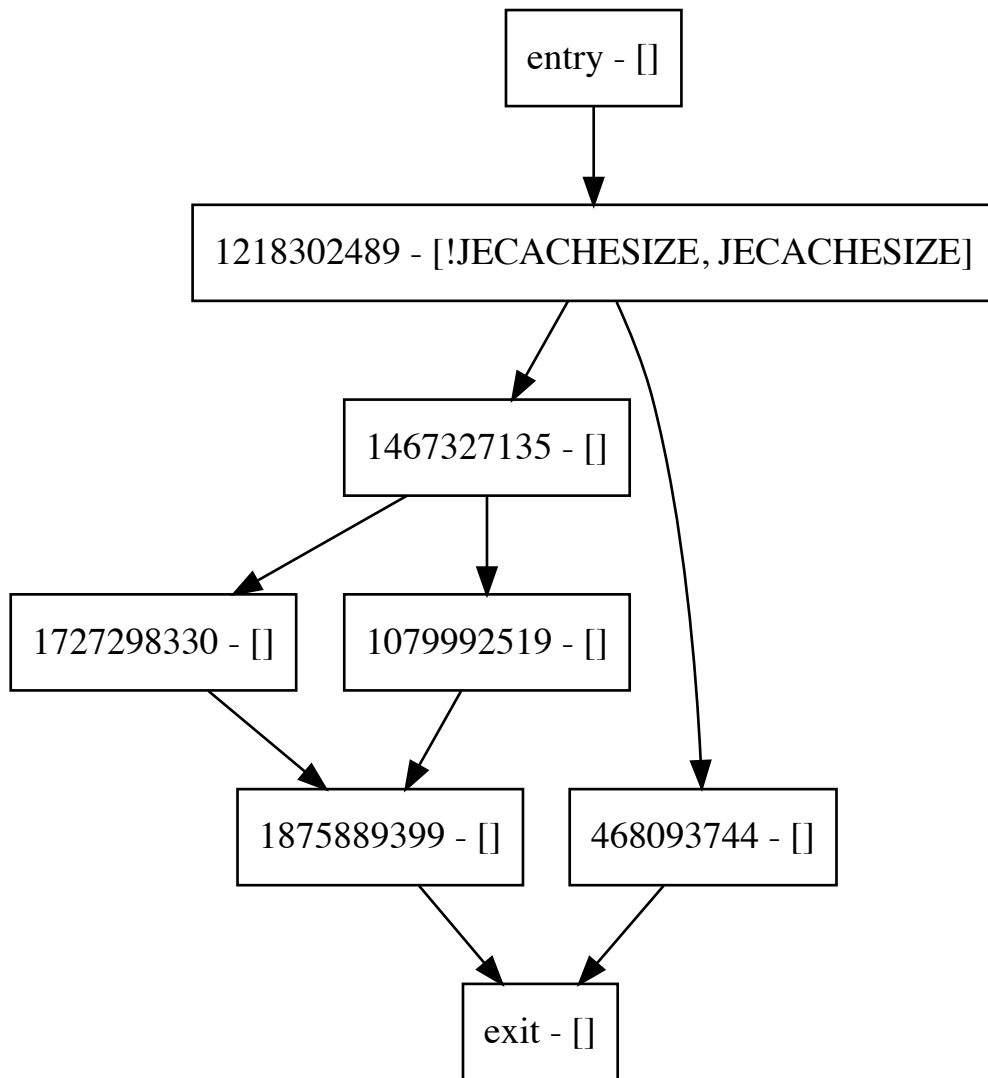 entry - []
1218302489 - [!JECACHESIZE, JECACHESIZE]
1467327135 - []
1727298330 - []
1079992519 - []
1875889399 - []
468093744 - []
exit - []